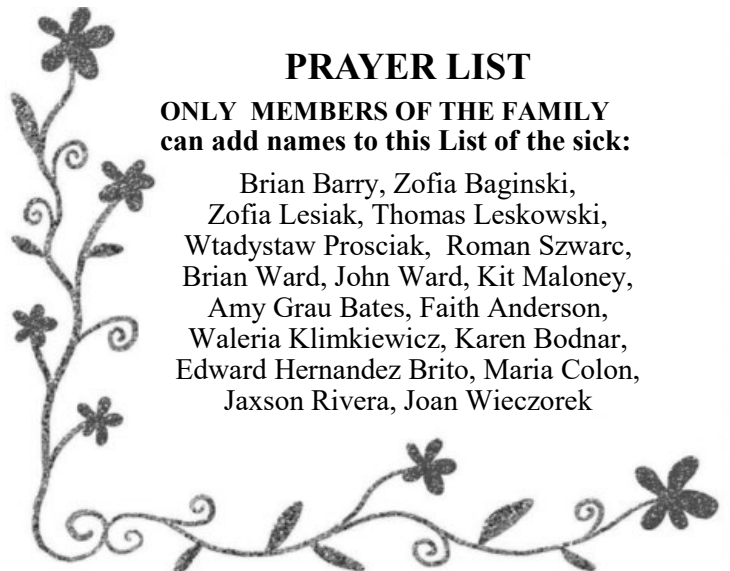 PRAYER LIST
ONLY MEMBERS OF THE FAMILY
can add names to this List of the sick:
Brian Barry, Zofia Baginski,
Zofia Lesiak, Thomas Leskowski,
Wtadystaw Prosciak, Roman Szwarc,
Brian Ward, John Ward, Kit Maloney,
Amy Grau Bates, Faith Anderson,
Waleria Klimkiewicz, Karen Bodnar,
Edward Hernandez Brito, Maria Colon,
Jaxson Rivera, Joan Wieczorek